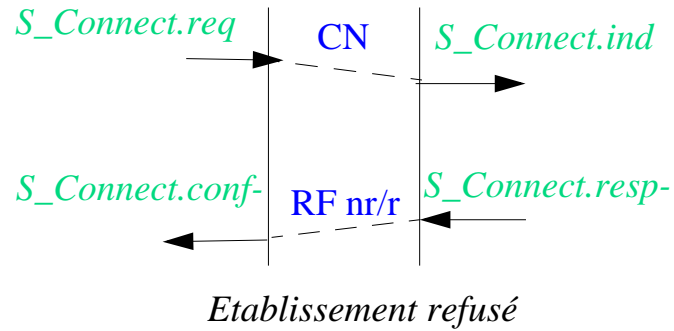 S_Connect.req
CN
S_Connect.ind
S_Connect.conf-
RF nr/r
S_Connect.resp-
Etablissement refusé